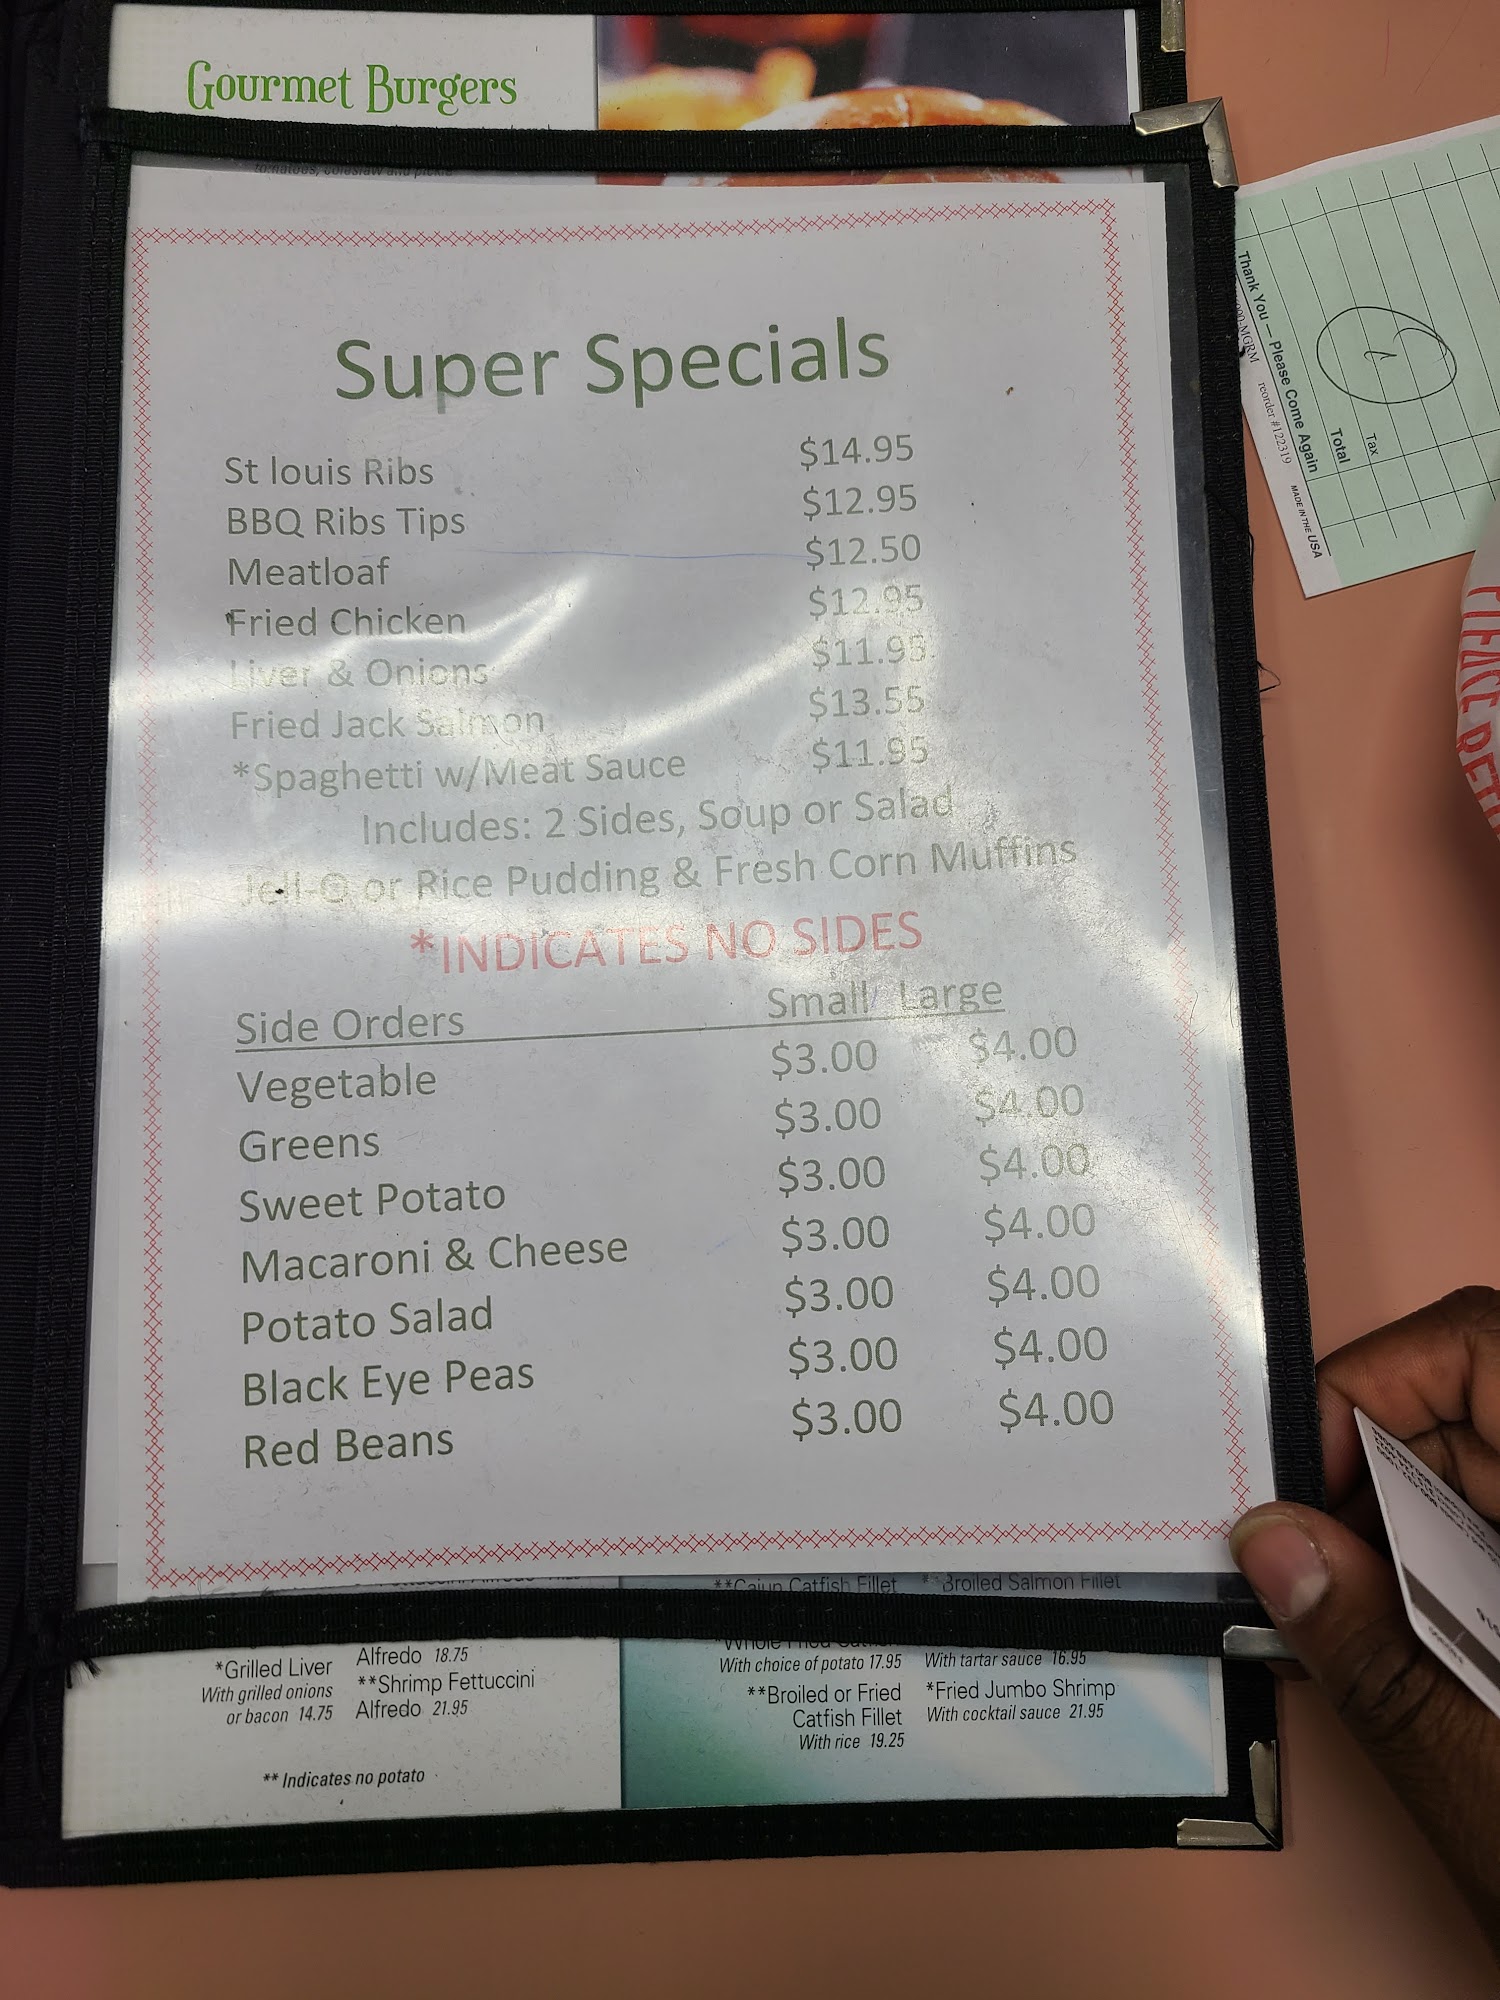 Gourmet Burgers
tomatoes, coleslaw and pickle
Super Specials
St louis Ribs $14.95
BBQ Ribs Tips $12.95
Meatloaf $12.50
Fried Chicken $12.95
Liver & Onions $11.95
Fried Jack Salmon $13.55
*Spaghetti w/Meat Sauce $11.95
Includes: 2 Sides, Soup or Salad
Jell-O or Rice Pudding & Fresh Corn Muffins
*INDICATES NO SIDES
Side Orders Small Large
Vegetable $3.00 $4.00
Greens $3.00 $4.00
Sweet Potato $3.00 $4.00
Macaroni & Cheese $3.00 $4.00
Potato Salad $3.00 $4.00
Black Eye Peas $3.00 $4.00
Red Beans $3.00 $4.00
*Grilled Liver
With grilled onions
or bacon 14.75
Alfredo 18.75
**Shrimp Fettuccini
Alfredo 21.95
** Indicates no potato
**Cajun Catfish Fillet
With choice of potato 17.95
**Broiled or Fried
Catfish Fillet
With rice 19.25
Broiled Salmon Fillet
With tartar sauce 16.95
*Fried Jumbo Shrimp
With cocktail sauce 21.95
Tax
Total
Thank You — Please Come Again
reorder #122319 MADE IN THE USA